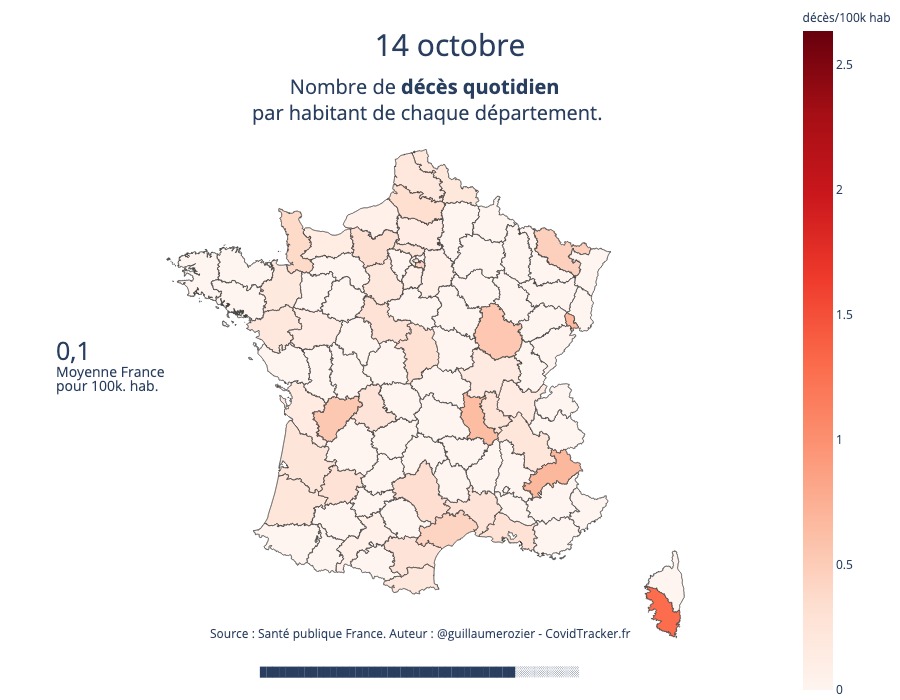 décès/100k hab
14 octobre
Nombre de décès quotidien
par habitant de chaque département.
2.5
2
1.5
1
0.5
0
0,1
Moyenne France
pour 100k. hab.
Source : Santé publique France. Auteur : @guillaumerozier - CovidTracker.fr